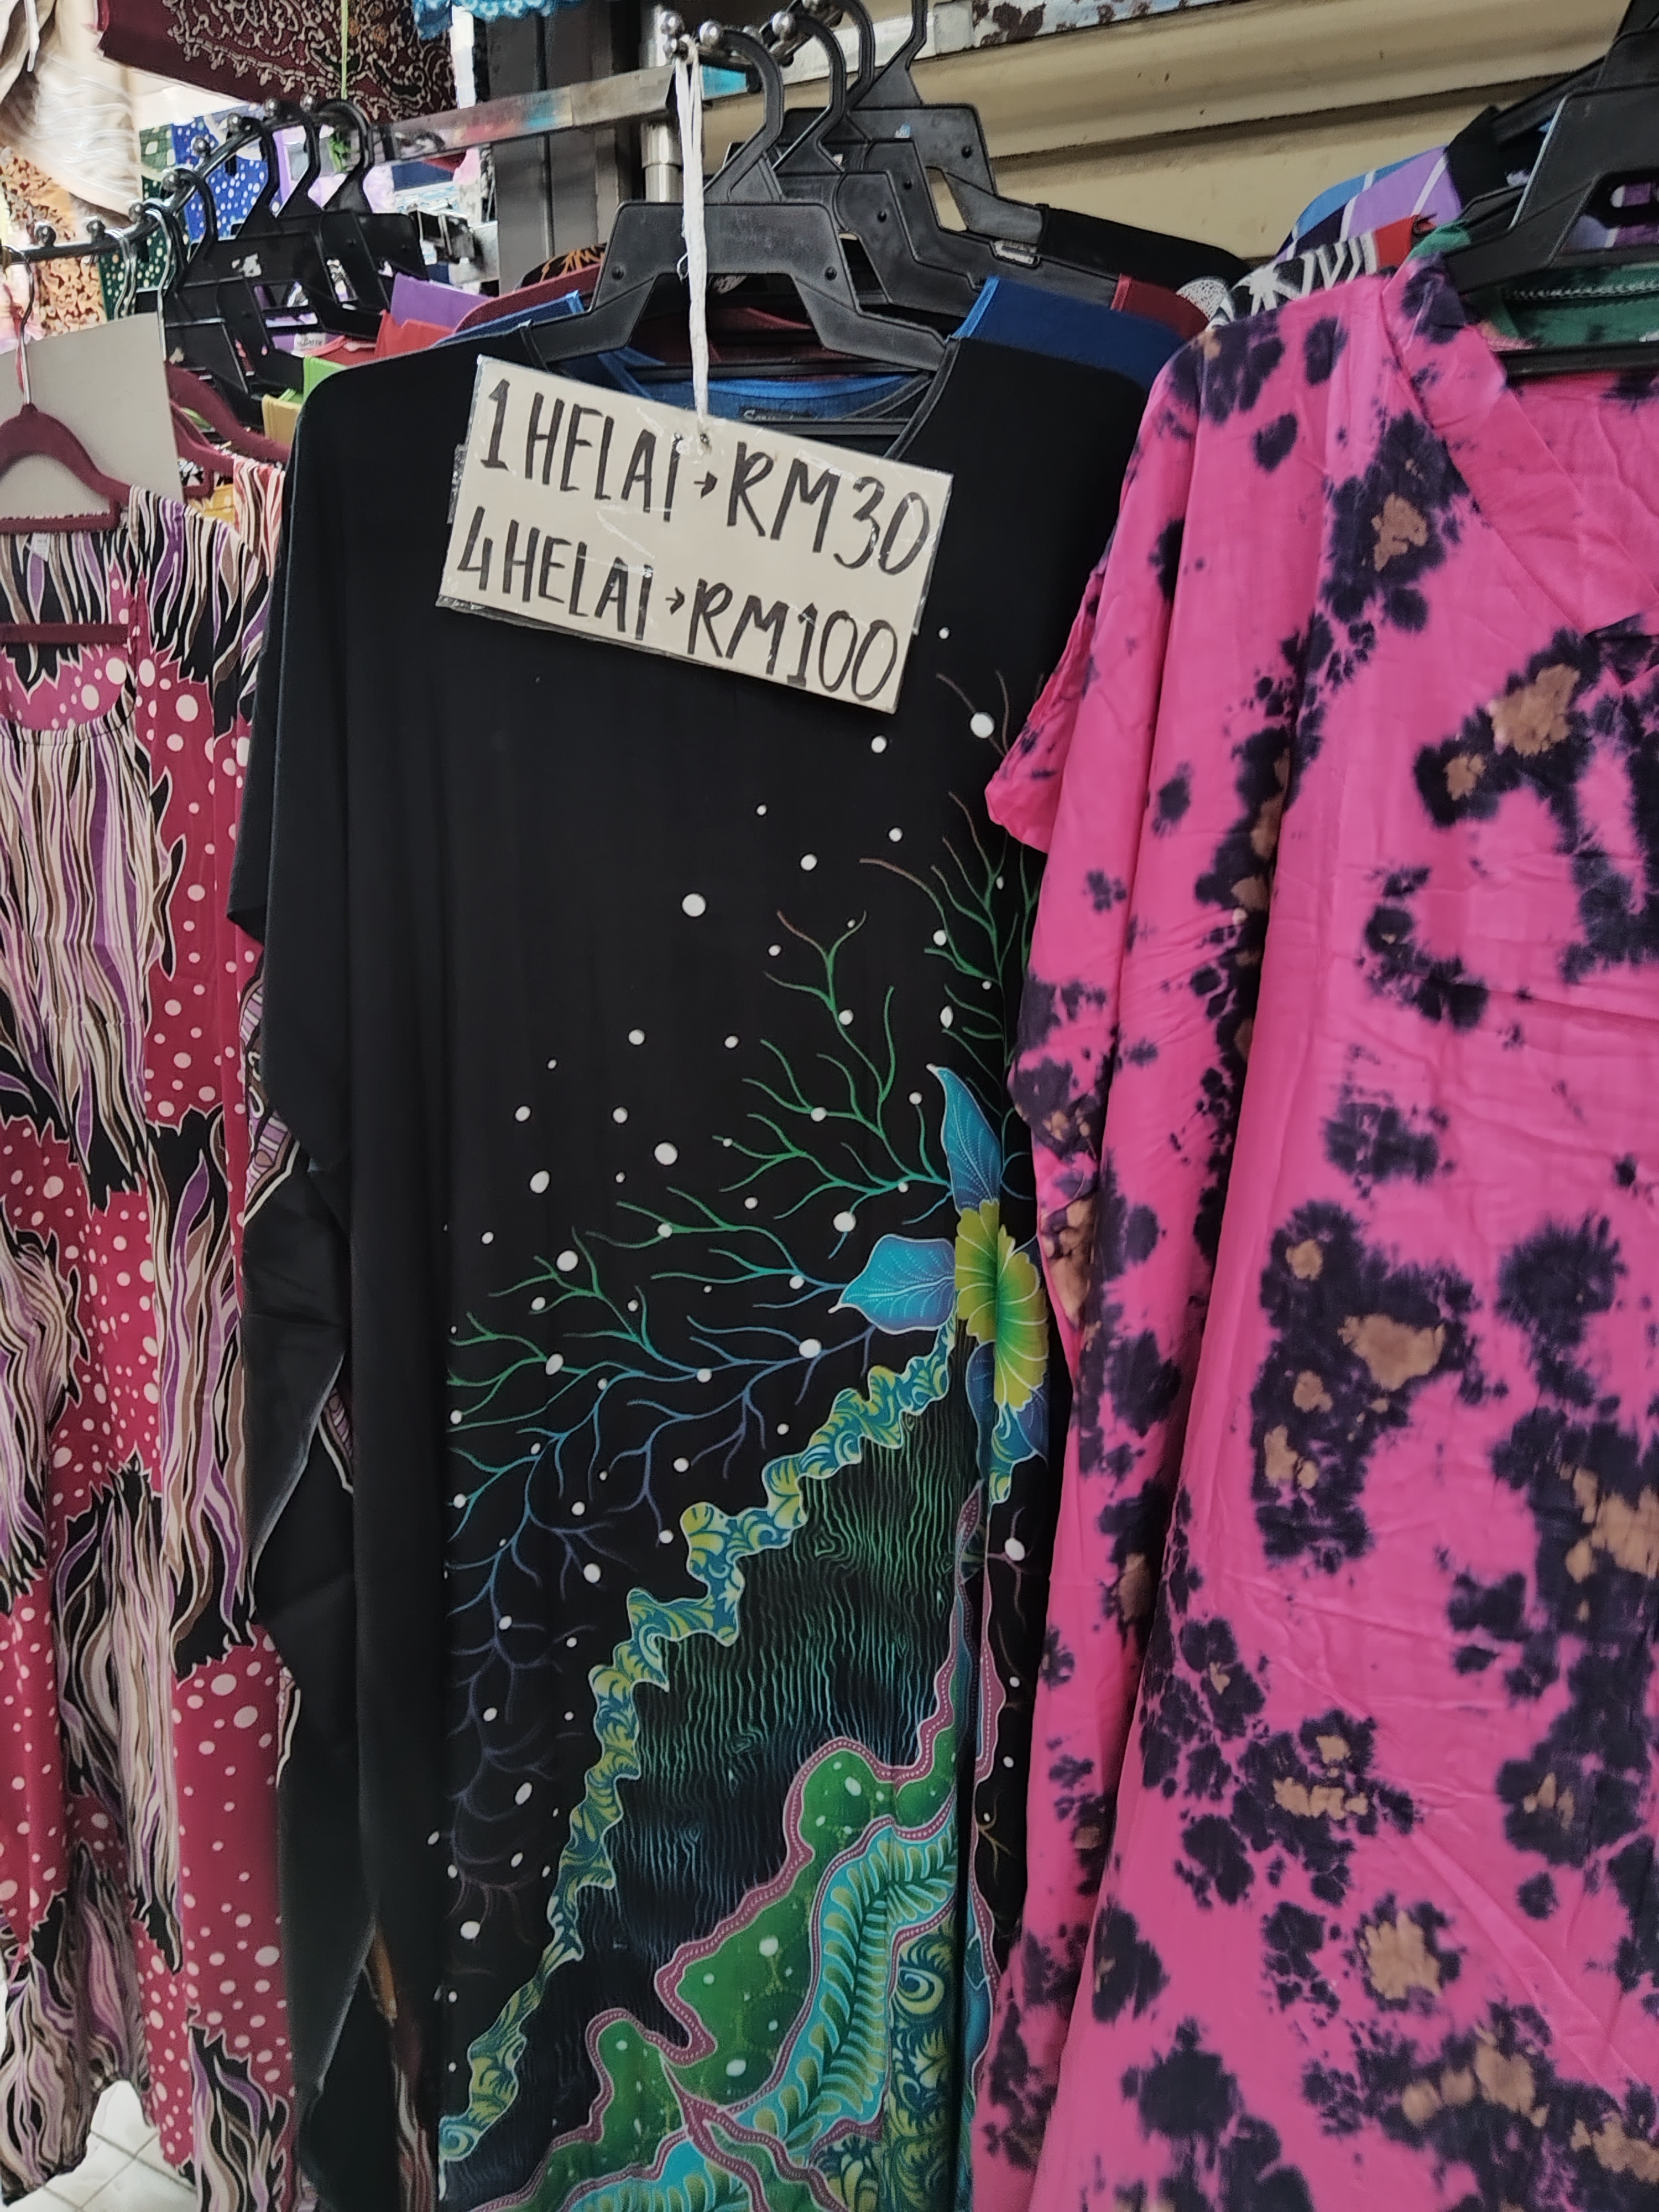 1 HELAI → RM30
4 HELAI → RM100